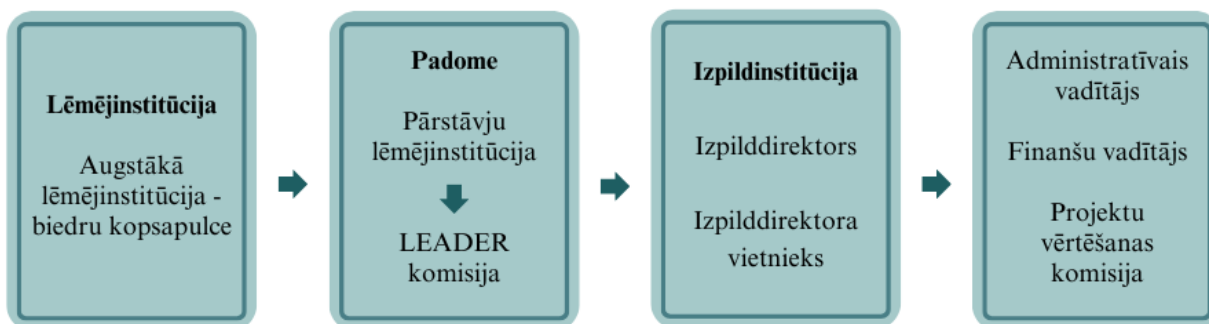 Lēmējinstitūcija
Augstākā
lēmējinstitūcija -
biedru kopsapulce
Padome
Pārstāvju
lēmējinstitūcija
LEADER
komisija
Izpildinstitūcija
Izpilddirektors
Izpilddirektora
vietnieks
Administratīvais
vadītājs
Finanšu vadītājs
Projektu
vērtēšanas
komisija